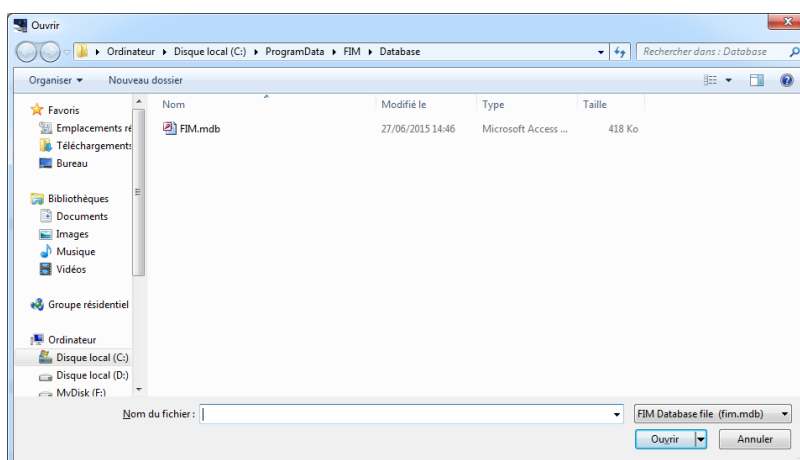 Ouvrir
Ordinateur ▸ Disque local (C:) ▸ ProgramData ▸ FIM ▸ Database
Rechercher dans : Database
Organiser ▾ Nouveau dossier
Nom Modifié le Type Taille
FIM.mdb 27/06/2015 14:46 Microsoft Access ... 418 Ko
Favoris
Emplacements ré
Téléchargements
Bureau
Bibliothèques
Documents
Images
Musique
Vidéos
Groupe résidentiel
Ordinateur
Disque local (C:)
Disque local (D:)
MyDisk (F:)
Nom du fichier : FIM Database file (fim.mdb)
Ouvrir Annuler